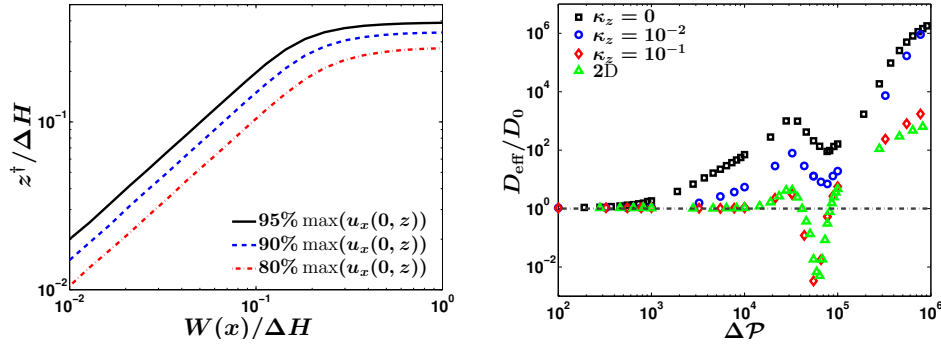 z†/ΔH
10⁻¹
10⁻²
95% max(uₓ(0, z))
90% max(uₓ(0, z))
80% max(uₓ(0, z))
10⁻² 10⁻¹ 10⁰
W(x)/ΔH
D_eff/D₀
10⁶
10⁴
10²
10⁰
10⁻²
κ_z = 0
κ_z = 10⁻²
κ_z = 10⁻¹
2D
10² 10³ 10⁴ 10⁵ 10⁶
ΔP